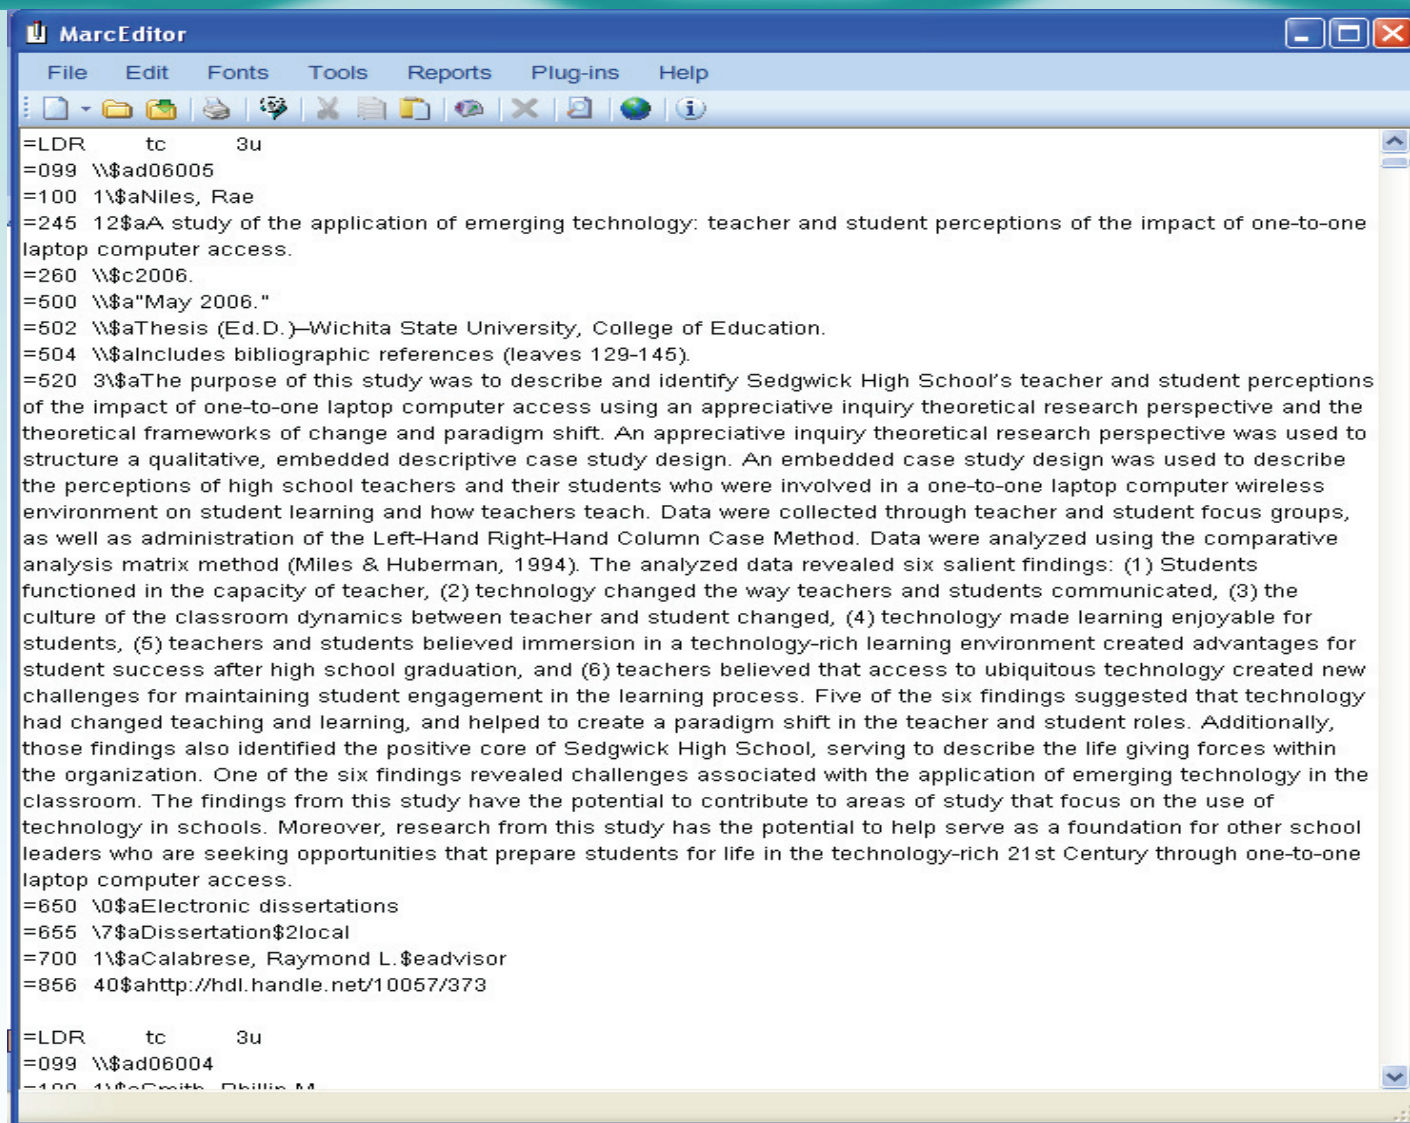 MarcEditor
File Edit Fonts Tools Reports Plug-ins Help
=LDR tc 3u
=099 \\$ad06005
=100 1\$aNiles, Rae
=245 12$aA study of the application of emerging technology: teacher and student perceptions of the impact of one-to-one
laptop computer access.
=260 \\$c2006.
=500 \\$a"May 2006."
=502 \\$aThesis (Ed.D.)--Wichita State University, College of Education.
=504 \\$aIncludes bibliographic references (leaves 129-145).
=520 3\$aThe purpose of this study was to describe and identify Sedgwick High School's teacher and student perceptions
of the impact of one-to-one laptop computer access using an appreciative inquiry theoretical research perspective and the
theoretical frameworks of change and paradigm shift. An appreciative inquiry theoretical research perspective was used to
structure a qualitative, embedded descriptive case study design. An embedded case study design was used to describe
the perceptions of high school teachers and their students who were involved in a one-to-one laptop computer wireless
environment on student learning and how teachers teach. Data were collected through teacher and student focus groups,
as well as administration of the Left-Hand Right-Hand Column Case Method. Data were analyzed using the comparative
analysis matrix method (Miles & Huberman, 1994). The analyzed data revealed six salient findings: (1) Students
functioned in the capacity of teacher, (2) technology changed the way teachers and students communicated, (3) the
culture of the classroom dynamics between teacher and student changed, (4) technology made learning enjoyable for
students, (5) teachers and students believed immersion in a technology-rich learning environment created advantages for
student success after high school graduation, and (6) teachers believed that access to ubiquitous technology created new
challenges for maintaining student engagement in the learning process. Five of the six findings suggested that technology
had changed teaching and learning, and helped to create a paradigm shift in the teacher and student roles. Additionally,
those findings also identified the positive core of Sedgwick High School, serving to describe the life giving forces within
the organization. One of the six findings revealed challenges associated with the application of emerging technology in the
classroom. The findings from this study have the potential to contribute to areas of study that focus on the use of
technology in schools. Moreover, research from this study has the potential to help serve as a foundation for other school
leaders who are seeking opportunities that prepare students for life in the technology-rich 21st Century through one-to-one
laptop computer access.
=650 \0$aElectronic dissertations
=655 \7$aDissertation$2local
=700 1\$aCalabrese, Raymond L.$eadvisor
=856 40$ahttp://hdl.handle.net/10057/373
=LDR tc 3u
=099 \\$ad06004
=100 1\$aSmith, Phillip M.